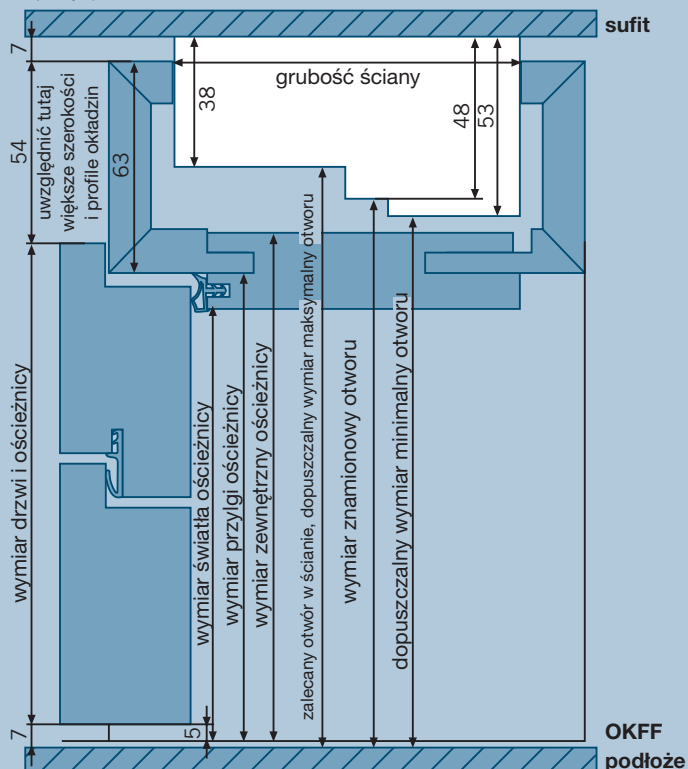 sufit
7
grubość ściany
38
48
53
54
uwzględnić tutaj
większe szerokości
i profile okładzin
63
wymiar drzwi i ościeżnicy
wymiar światła ościeżnicy
wymiar przylgi ościeżnicy
wymiar zewnętrzny ościeżnicy
zalecany otwór w ścianie, dopuszczalny wymiar maksymalny otworu
wymiar znamionowy otworu
dopuszczalny wymiar minimalny otworu
7
5
OKFF
podłoże